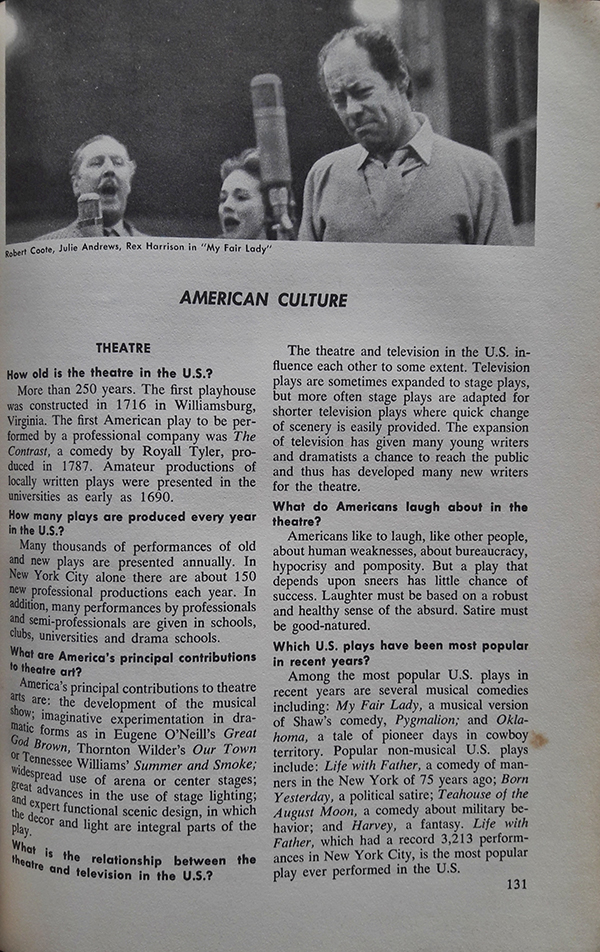 Robert Coote, Julie Andrews, Rex Harrison in "My Fair Lady"
AMERICAN CULTURE
THEATRE
How old is the theatre in the U.S.?
More than 250 years. The first playhouse
was constructed in 1716 in Williamsburg,
Virginia. The first American play to be per-
formed by a professional company was The
Contrast, a comedy by Royall Tyler, pro-
duced in 1787. Amateur productions of
locally written plays were presented in the
universities as early as 1690.
How many plays are produced every year
in the U.S.?
Many thousands of performances of old
and new plays are presented annually. In
New York City alone there are about 150
new professional productions each year. In
addition, many performances by professionals
and semi-professionals are given in schools,
clubs, universities and drama schools.
What are America's principal contributions
to theatre art?
America's principal contributions to theatre
arts are: the development of the musical
show; imaginative experimentation in dra-
matic forms as in Eugene O'Neill's Great
God Brown, Thornton Wilder's Our Town
or Tennessee Williams' Summer and Smoke;
widespread use of arena or center stages;
great advances in the use of stage lighting;
and expert functional scenic design, in which
the decor and light are integral parts of the
play.
What is the relationship between the
theatre and television in the U.S.?
The theatre and television in the U.S. in-
fluence each other to some extent. Television
plays are sometimes expanded to stage plays,
but more often stage plays are adapted for
shorter television plays where quick change
of scenery is easily provided. The expansion
of television has given many young writers
and dramatists a chance to reach the public
and thus has developed many new writers
for the theatre.
What do Americans laugh about in the
theatre?
Americans like to laugh, like other people,
about human weaknesses, about bureaucracy,
hypocrisy and pomposity. But a play that
depends upon sneers has little chance of
success. Laughter must be based on a robust
and healthy sense of the absurd. Satire must
be good-natured.
Which U.S. plays have been most popular
in recent years?
Among the most popular U.S. plays in
recent years are several musical comedies
including: My Fair Lady, a musical version
of Shaw's comedy, Pygmalion; and Okla-
homa, a tale of pioneer days in cowboy
territory. Popular non-musical U.S. plays
include: Life with Father, a comedy of man-
ners in the New York of 75 years ago; Born
Yesterday, a political satire; Teahouse of the
August Moon, a comedy about military be-
havior; and Harvey, a fantasy. Life with
Father, which had a record 3,213 perform-
ances in New York City, is the most popular
play ever performed in the U.S.
131